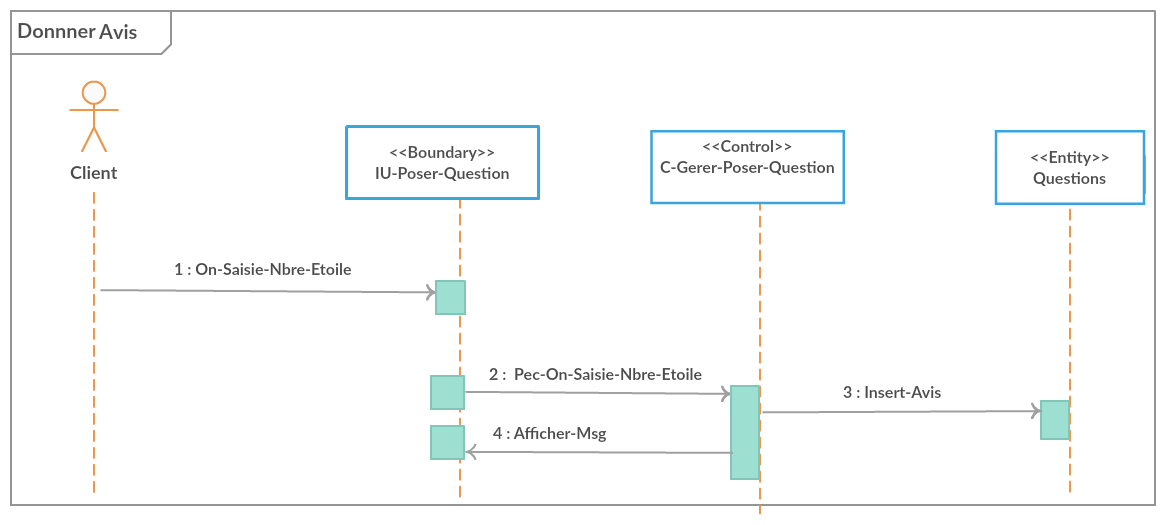 Donnner Avis
Client
<<Boundary>>
IU-Poser-Question
<<Control>>
C-Gerer-Poser-Question
<<Entity>>
Questions
1 : On-Saisie-Nbre-Etoile
2 : Pec-On-Saisie-Nbre-Etoile
3 : Insert-Avis
4 : Afficher-Msg